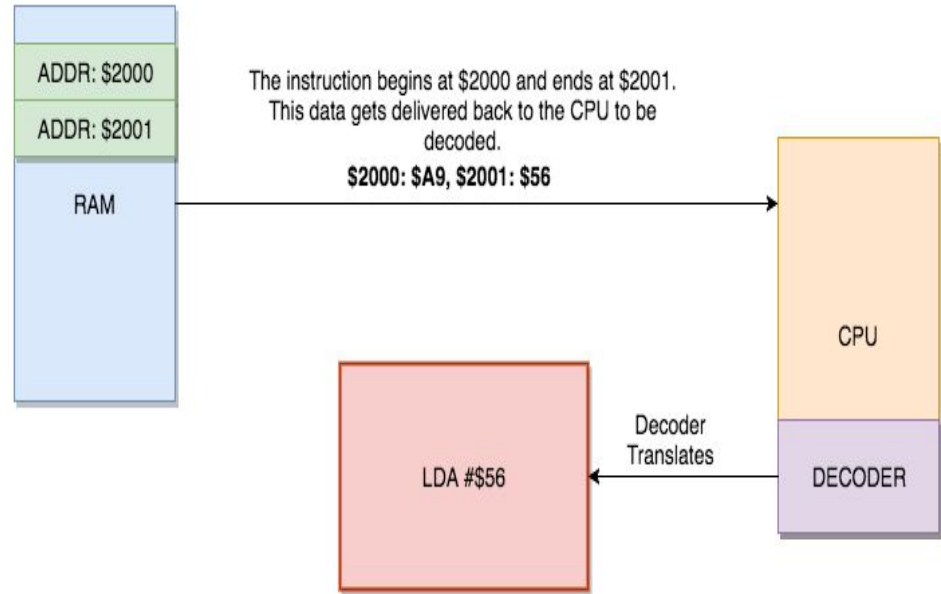 ADDR: $2000
ADDR: $2001
RAM
The instruction begins at $2000 and ends at $2001.
This data gets delivered back to the CPU to be
decoded.
$2000: $A9, $2001: $56
CPU
Decoder
Translates
LDA #$56
DECODER